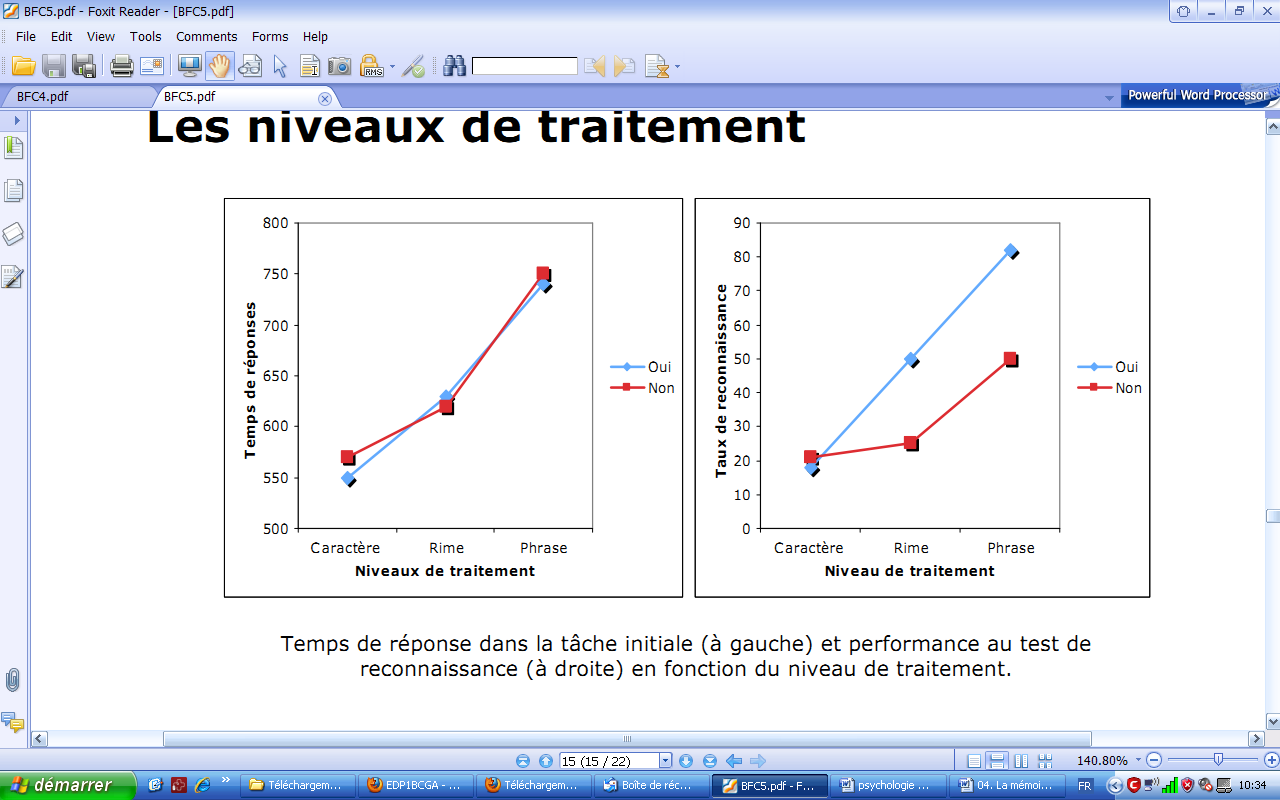 BFC5.pdf - Foxit Reader - [BFC5.pdf]
File Edit View Tools Comments Forms Help
RMS
BFC4.pdf BFC5.pdf Powerful Word Processor
Les niveaux de traitement
800
750
700
650
600
550
500
Temps de réponses
Caractère Rime Phrase
Niveaux de traitement
Oui
Non
90
80
70
60
50
40
30
20
10
0
Taux de reconnaissance
Caractère Rime Phrase
Niveau de traitement
Oui
Non
Temps de réponse dans la tâche initiale (à gauche) et performance au test de
reconnaissance (à droite) en fonction du niveau de traitement.
15 (15 / 22) 140.80%
démarrer Téléchargem... EDP1BCGA - ... Téléchargem... Boîte de réc... BFC5.pdf - F... psychologie ... 04. La mémoi... FR 10:34